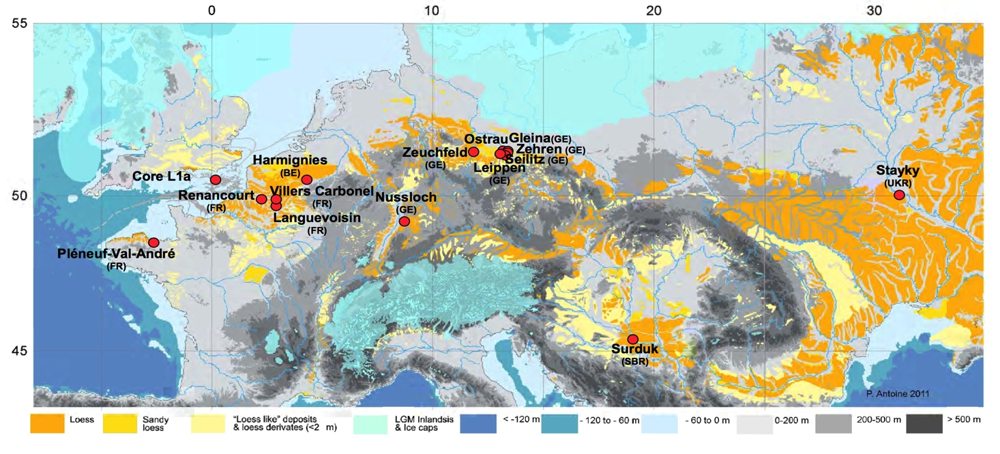 0 10 20 30
55
50
45
Ostrau Gleina(GE)
Zeuchfeld
(GE)
Zehren (GE)
Seilitz (GE)
Leippen
(GE)
Harmignies
(BE)
Core L1a
Stayky
(UKR)
Renancourt
(FR)
Villers Carbonel
(FR)
Nussloch
(GE)
Languevoisin
(FR)
Pléneuf-Val-André
(FR)
Surduk
(SBR)
P. Antoine 2011
Loess
Sandy
loess
“Loess like” deposits
& loess derivates (<2 m)
LGM Inlandsis
& Ice caps
< -120 m
- 120 to - 60 m
- 60 to 0 m
0-200 m
200-500 m
> 500 m